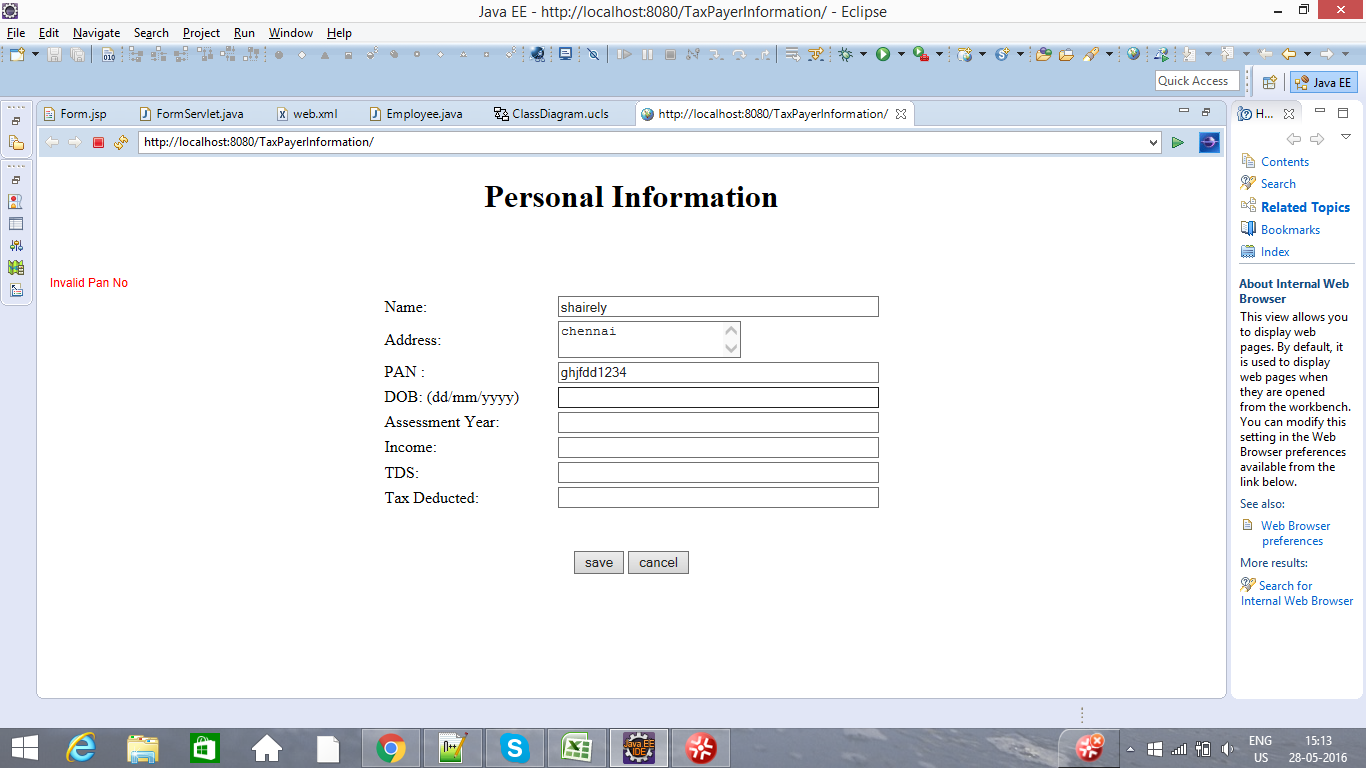 Java EE - http://localhost:8080/TaxPayerInformation/ - Eclipse
File Edit Navigate Search Project Run Window Help
Quick Access
Java EE
Form.jsp
FormServlet.java
web.xml
Employee.java
ClassDiagram.ucls
http://localhost:8080/TaxPayerInformation/
H...
http://localhost:8080/TaxPayerInformation/
Personal Information
Invalid Pan No
Name: shairely
Address: chennai
PAN : ghjfdd1234
DOB: (dd/mm/yyyy)
Assessment Year:
Income:
TDS:
Tax Deducted:
save cancel
Contents
Search
Related Topics
Bookmarks
Index
About Internal Web
Browser
This view allows you
to display web
pages. By default, it
is used to display
web pages when
they are opened
from the workbench.
You can modify this
setting in the Web
Browser preferences
available from the
link below.
See also:
Web Browser
preferences
More results:
Search for
Internal Web Browser
Java EE
IDE
ENG 15:13
US 28-05-2016